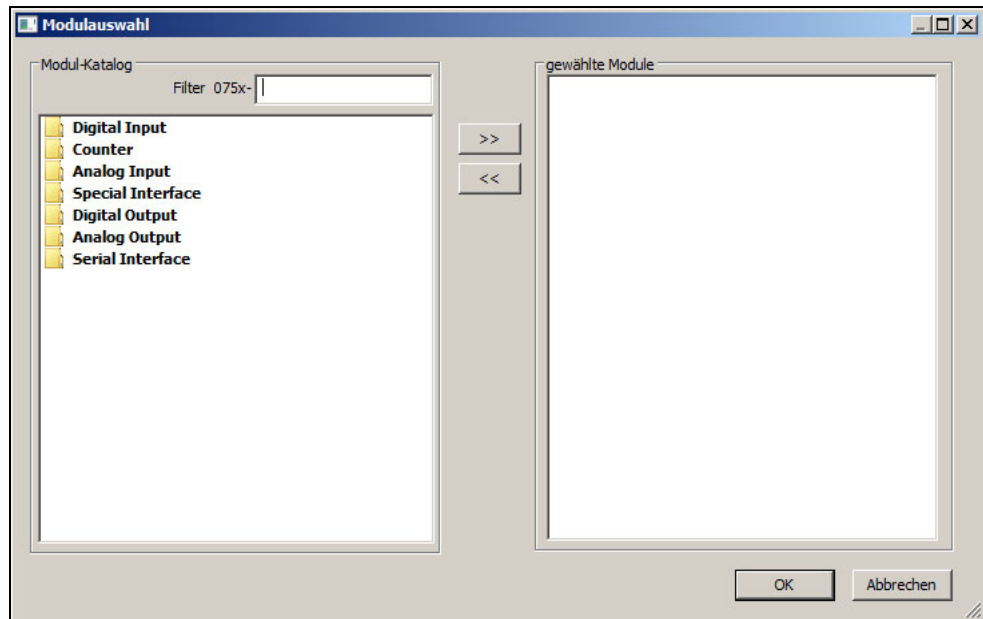 Modulauswahl
Modul-Katalog
Filter 075x-
Digital Input
Counter
Analog Input
Special Interface
Digital Output
Analog Output
Serial Interface
>>
<<
gewählte Module
OK
Abbrechen